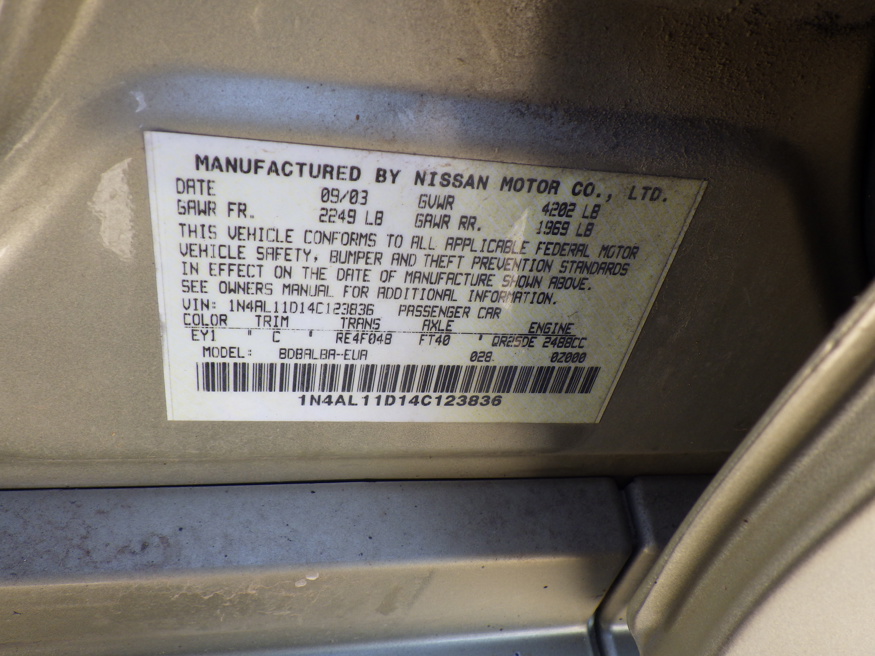 MANUFACTURED BY NISSAN MOTOR CO., LTD.
DATE 09/03 GVWR 4202 LB
GAWR FR. 2249 LB GAWR RR. 1969 LB
THIS VEHICLE CONFORMS TO ALL APPLICABLE FEDERAL MOTOR
VEHICLE SAFETY, BUMPER AND THEFT PREVENTION STANDARDS
IN EFFECT ON THE DATE OF MANUFACTURE SHOWN ABOVE.
SEE OWNERS MANUAL FOR ADDITIONAL INFORMATION.
VIN: 1N4AL11D14C123836 PASSENGER CAR
COLOR TRIM TRANS AXLE ENGINE
EY1 ' C ' RE4F04B FT40 ' QR25DE 2488CC
MODEL: BDBALBA-EUA 028 0Z000
1N4AL11D14C123836